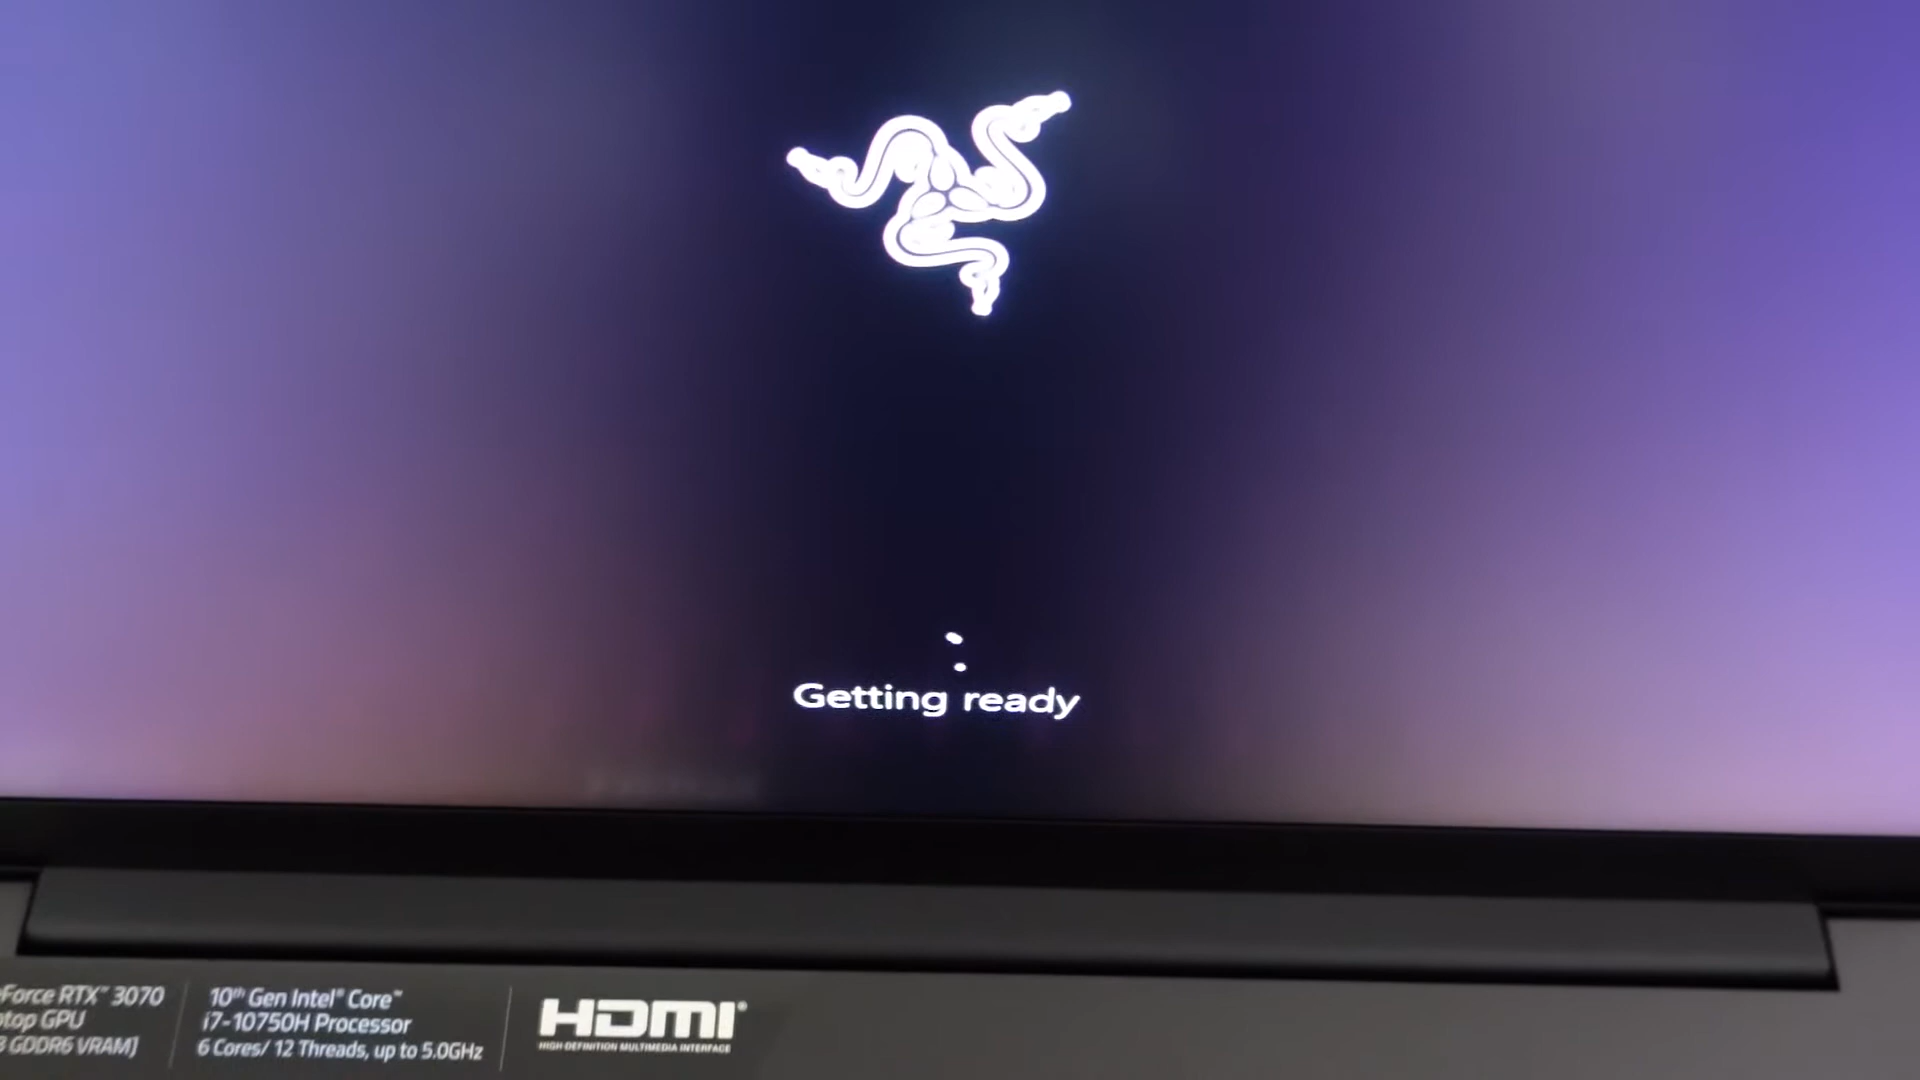 Getting ready
Force RTX™ 3070
top GPU
GDDR6 VRAM]
10th Gen Intel® Core™
i7-10750H Processor
6 Cores/ 12 Threads, up to 5.0GHz
HDMI®
HIGH-DEFINITION MULTIMEDIA INTERFACE